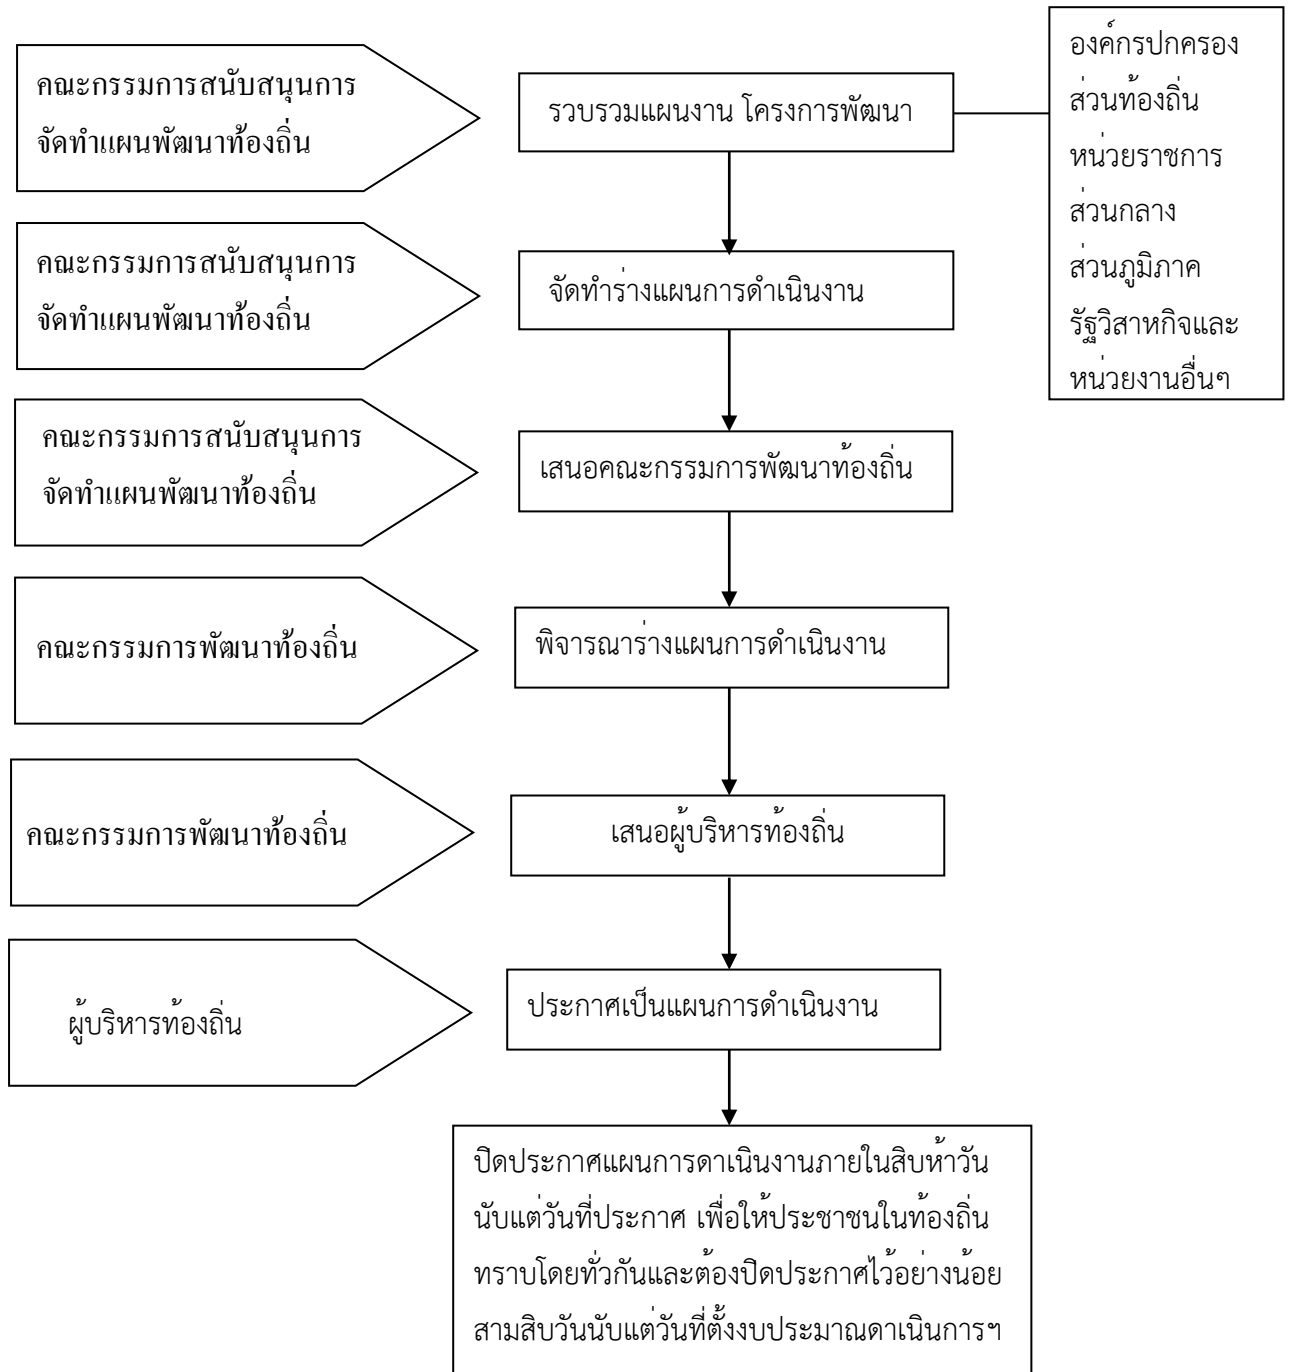 คณะกรรมการสนับสนุนการ
จัดทำแผนพัฒนาท้องถิ่น
รวบรวมแผนงาน โครงการพัฒนา
องค์กรปกครอง
ส่วนท้องถิ่น
หน่วยราชการ
ส่วนกลาง
ส่วนภูมิภาค
รัฐวิสาหกิจและ
หน่วยงานอื่นๆ
คณะกรรมการสนับสนุนการ
จัดทำแผนพัฒนาท้องถิ่น
จัดทำร่างแผนการดำเนินงาน
คณะกรรมการสนับสนุนการ
จัดทำแผนพัฒนาท้องถิ่น
เสนอคณะกรรมการพัฒนาท้องถิ่น
คณะกรรมการพัฒนาท้องถิ่น
พิจารณาร่างแผนการดำเนินงาน
คณะกรรมการพัฒนาท้องถิ่น
เสนอผู้บริหารท้องถิ่น
ผู้บริหารท้องถิ่น
ประกาศเป็นแผนการดำเนินงาน
ปิดประกาศแผนการดาเนินงานภายในสิบห้าวัน
นับแต่วันที่ประกาศ เพื่อให้ประชาชนในท้องถิ่น
ทราบโดยทั่วกันและต้องปิดประกาศไว้อย่างน้อย
สามสิบวันนับแต่วันที่ตั้งงบประมาณดาเนินการฯ